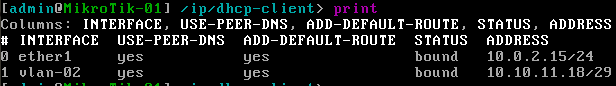 [admin@MikroTik-01] /ip/dhcp-client> print
Columns: INTERFACE, USE-PEER-DNS, ADD-DEFAULT-ROUTE, STATUS, ADDRESS
# INTERFACE USE-PEER-DNS ADD-DEFAULT-ROUTE STATUS ADDRESS
0 ether1 yes yes bound 10.0.2.15/24
1 vlan-02 yes yes bound 10.10.11.18/29